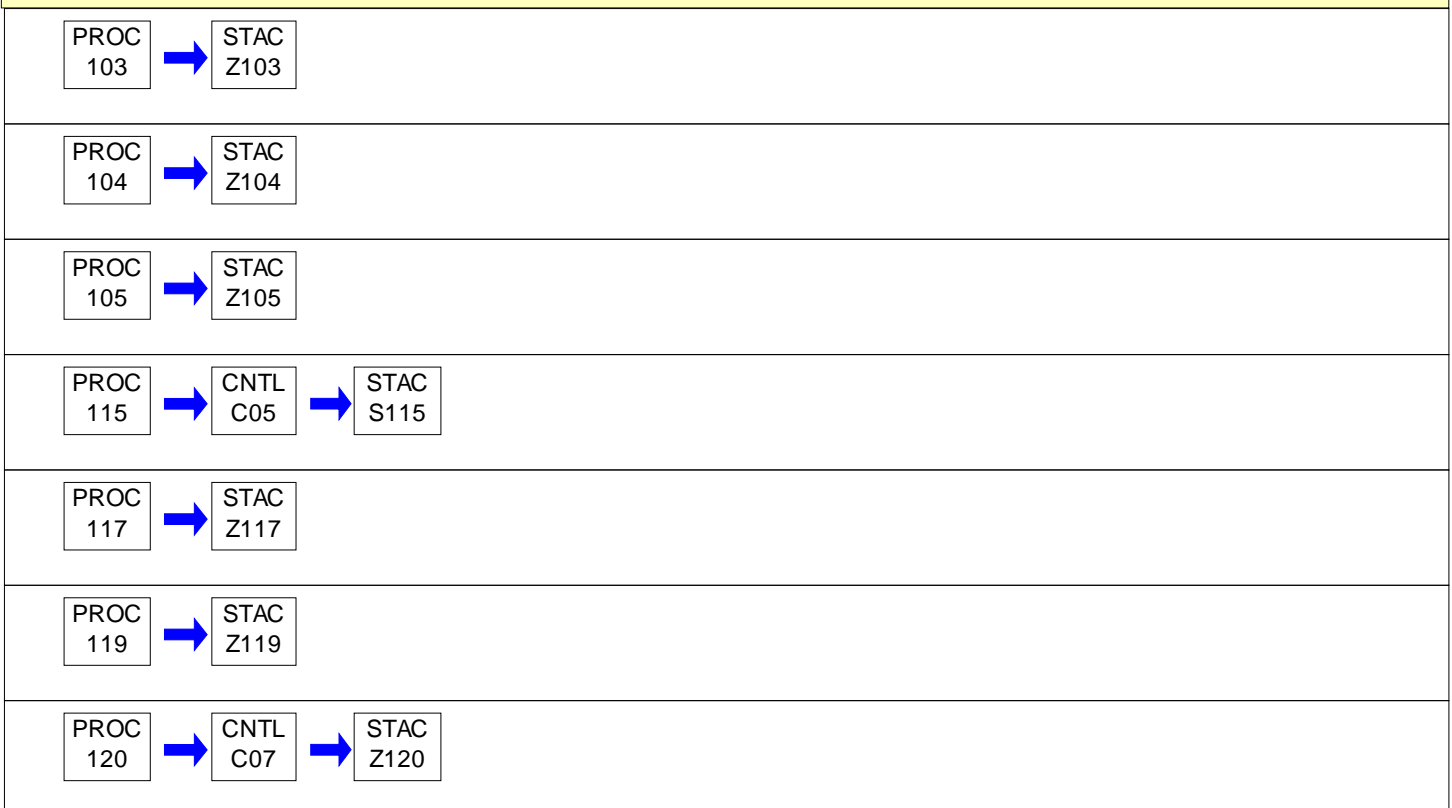 PROC STAC
103 Z103
PROC STAC
104 Z104
PROC STAC
105 Z105
PROC CNTL STAC
115 C05 S115
PROC STAC
117 Z117
PROC STAC
119 Z119
PROC CNTL STAC
120 C07 Z120